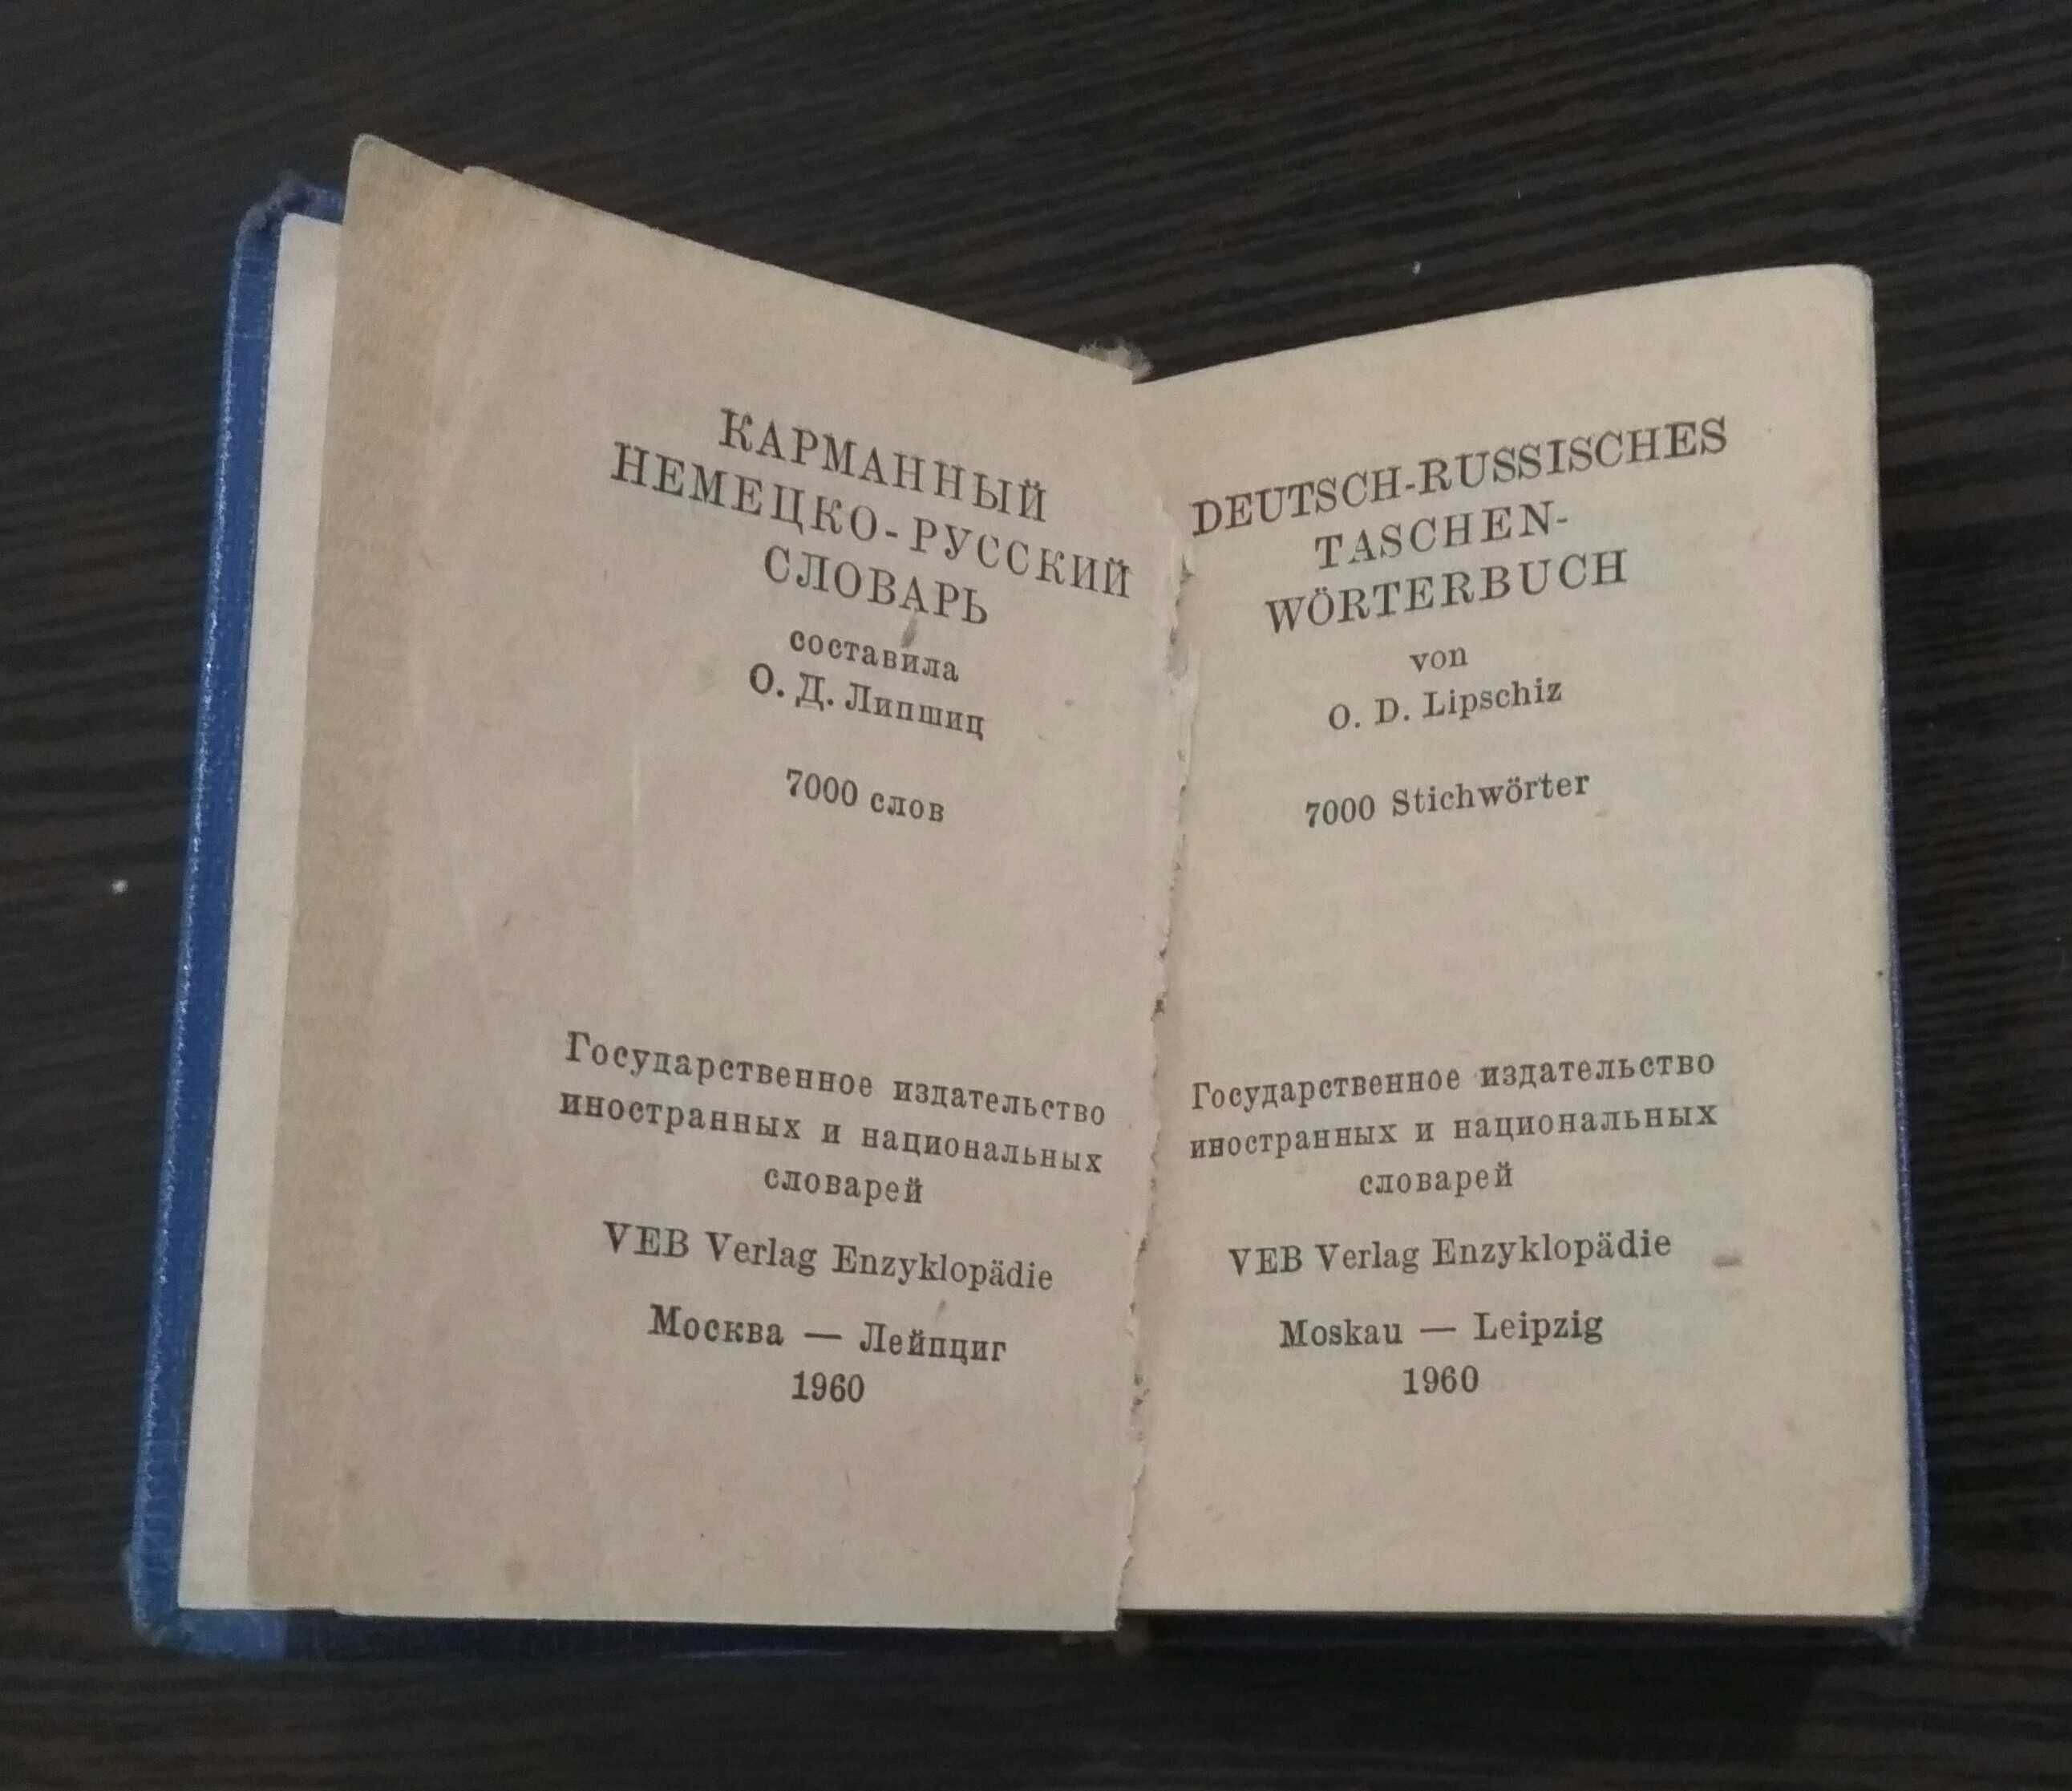 КАРМАННЫЙ
НЕМЕЦКО-РУССКИЙ
СЛОВАРЬ
составила
О. Д. Липшиц
7000 слов
Государственное издательство
иностранных и национальных
словарей
VEB Verlag Enzyklopädie
Москва — Лейпциг
1960
DEUTSCH-RUSSISCHES
TASCHEN-
WÖRTERBUCH
von
O. D. Lipschiz
7000 Stichwörter
Государственное издательство
иностранных и национальных
словарей
VEB Verlag Enzyklopädie
Moskau — Leipzig
1960